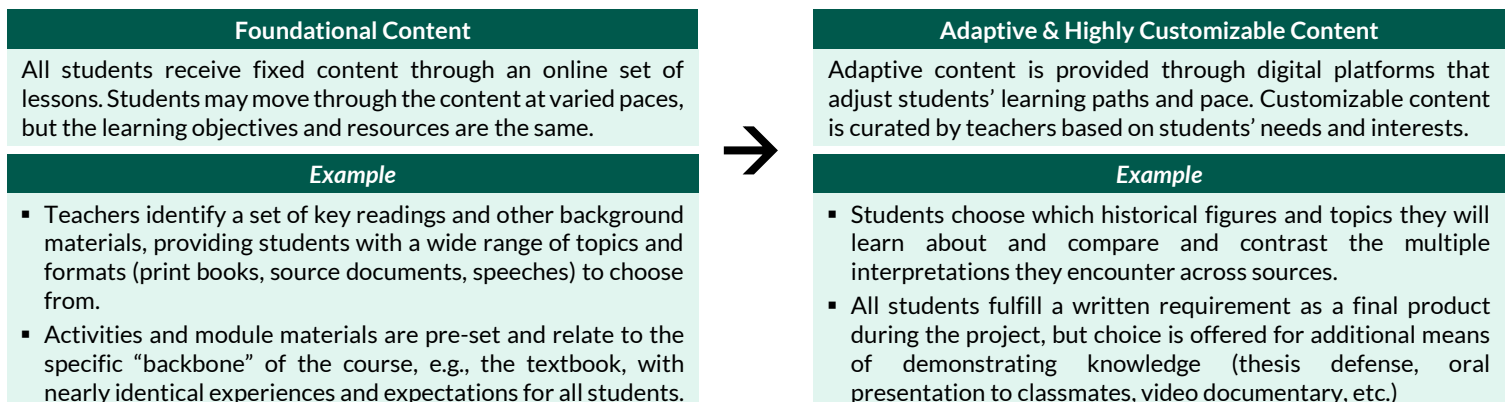 Foundational Content
All students receive fixed content through an online set of
lessons. Students may move through the content at varied paces,
but the learning objectives and resources are the same.
Example
▪ Teachers identify a set of key readings and other background
materials, providing students with a wide range of topics and
formats (print books, source documents, speeches) to choose
from.
▪ Activities and module materials are pre-set and relate to the
specific “backbone” of the course, e.g., the textbook, with
nearly identical experiences and expectations for all students.
→
Adaptive & Highly Customizable Content
Adaptive content is provided through digital platforms that
adjust students’ learning paths and pace. Customizable content
is curated by teachers based on students’ needs and interests.
Example
▪ Students choose which historical figures and topics they will
learn about and compare and contrast the multiple
interpretations they encounter across sources.
▪ All students fulfill a written requirement as a final product
during the project, but choice is offered for additional means
of demonstrating knowledge (thesis defense, oral
presentation to classmates, video documentary, etc.)